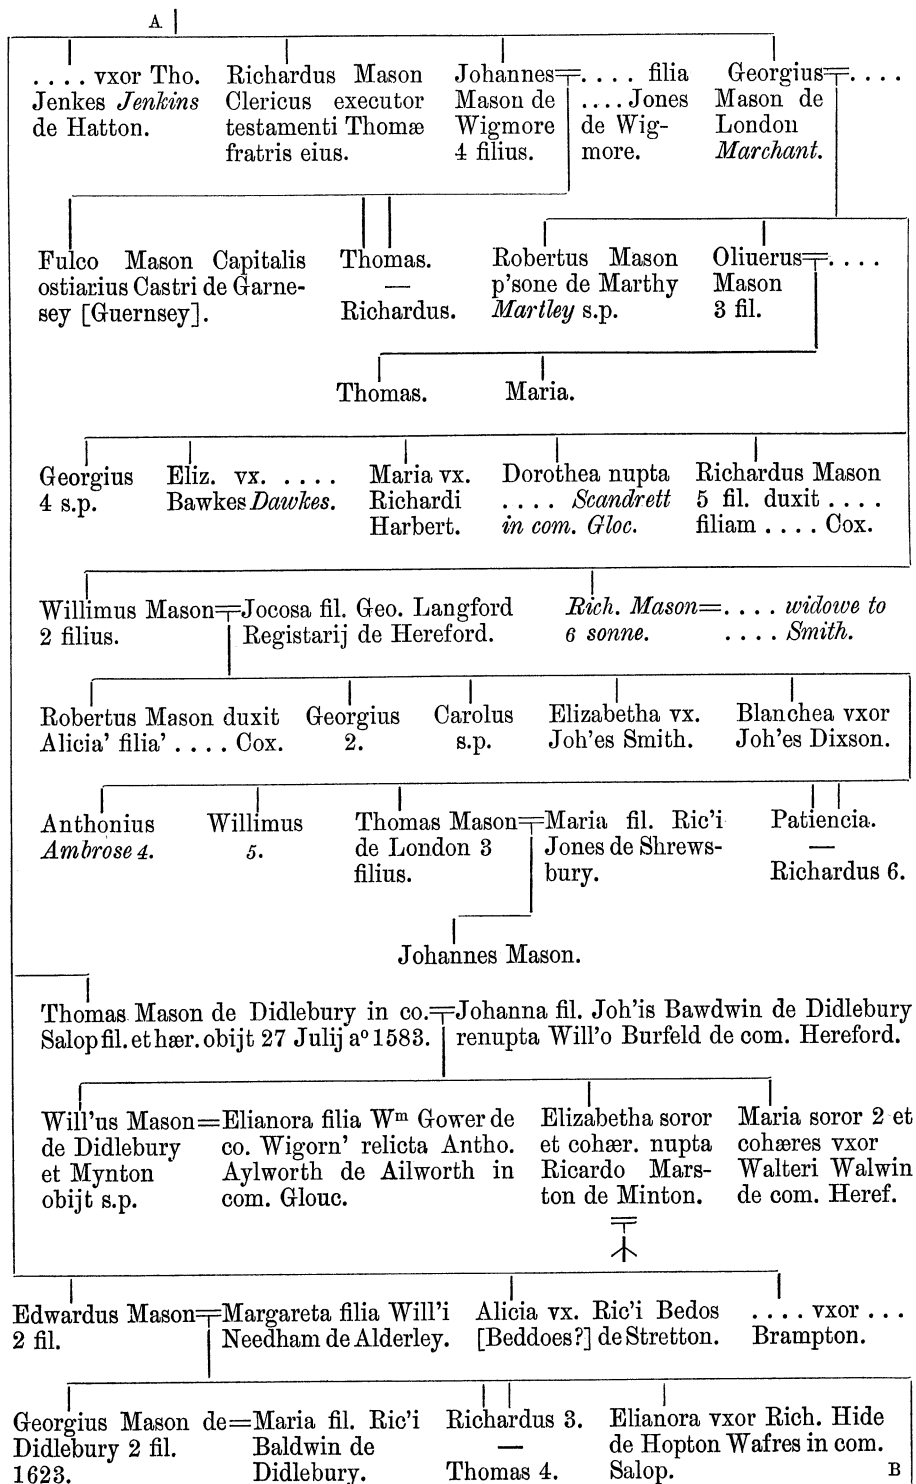 A
. . . . vxor Tho.
Jenkes Jenkins
de Hatton.
Richardus Mason
Clericus executor
testamenti Thomæ
fratris eius.
Johannes=. . . . filia
Mason de
Wigmore
4 filius.
. . . . Jones
de Wig-
more.
Georgius=. . . .
Mason de
London
Marchant.
Fulco Mason Capitalis
ostiarius Castri de Garne-
sey [Guernsey].
Thomas.
—
Richardus.
Robertus Mason
p'sone de Marthy
Martley s.p.
Oliuerus=. . . .
Mason
3 fil.
Thomas.
Maria.
Georgius
4 s.p.
Eliz. vx. . . . .
Bawkes Dawkes.
Maria vx.
Richardi
Harbert.
Dorothea nupta
. . . . Scandrett
in com. Gloc.
Richardus Mason
5 fil. duxit . . . .
filiam . . . . Cox.
Willimus Mason=Jocosa fil. Geo. Langford
2 filius.
Registarij de Hereford.
Rich. Mason=. . . . widowe to
6 sonne.
. . . . Smith.
Robertus Mason duxit
Alicia' filia' . . . . Cox.
Georgius
2.
Carolus
s.p.
Elizabetha vx.
Joh'es Smith.
Blanchea vxor
Joh'es Dixson.
Anthonius
Ambrose 4.
Willimus
5.
Thomas Mason=Maria fil. Ric'i
de London 3
filius.
Jones de Shrews-
bury.
Patiencia.
—
Richardus 6.
Johannes Mason.
Thomas Mason de Didlebury in co.=Johanna fil. Joh'is Bawdwin de Didlebury
Salop fil. et hær. obijt 27 Julij aº 1583.
renupta Will'o Burfeld de com. Hereford.
Will'us Mason=Elianora filia Wᵐ Gower de
de Didlebury
et Mynton
obijt s.p.
co. Wigorn' relicta Antho.
Aylworth de Ailworth in
com. Glouc.
Elizabetha soror
et cohær. nupta
Ricardo Mars-
ton de Minton.
Maria soror 2 et
cohæres vxor
Walteri Walwin
de com. Heref.
Edwardus Mason=Margareta filia Will'i
2 fil.
Needham de Alderley.
Alicia vx. Ric'i Bedos
[Beddoes?] de Stretton.
. . . . vxor . . .
Brampton.
Georgius Mason de=Maria fil. Ric'i
Didlebury 2 fil.
1623.
Baldwin de
Didlebury.
Richardus 3.
—
Thomas 4.
Elianora vxor Rich. Hide
de Hopton Wafres in com.
Salop.
B